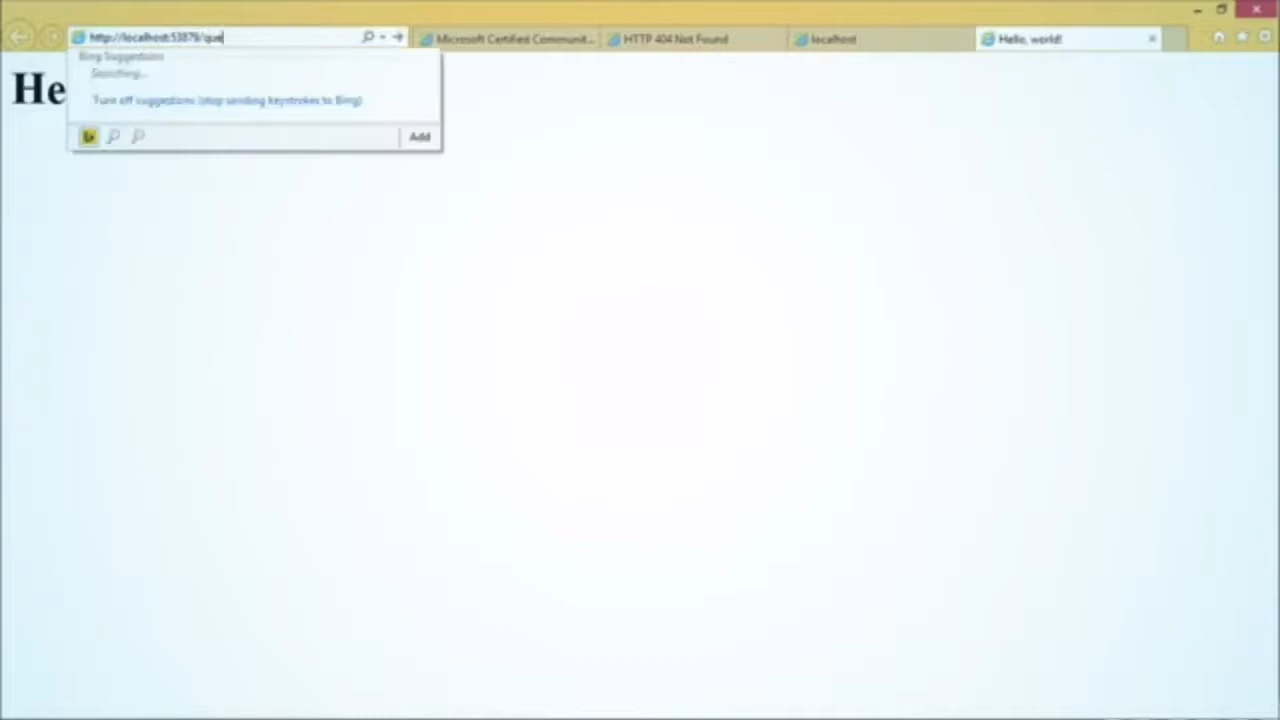 http://localhost:53879/que
Microsoft Certified Communit...
HTTP 404 Not Found
localhost
Hello, world!
Bing Suggestions
Searching...
He
Turn off suggestions (stop sending keystrokes to Bing)
Add